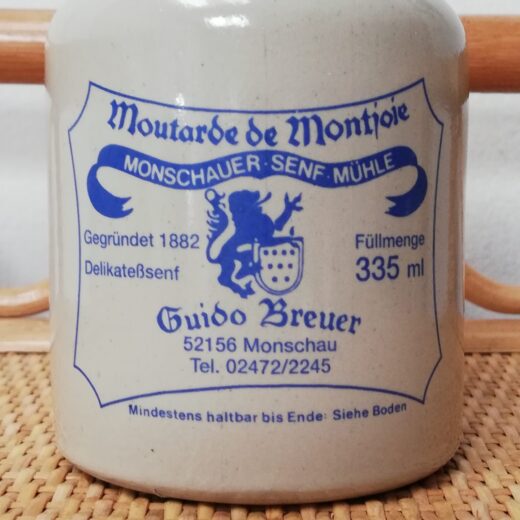 Moutarde de Montjoie
MONSCHAUER · SENF · MÜHLE
Gegründet 1882
Delikateßsenf
Füllmenge
335 ml
Guido Breuer
52156 Monschau
Tel. 02472/2245
Mindestens haltbar bis Ende: Siehe Boden